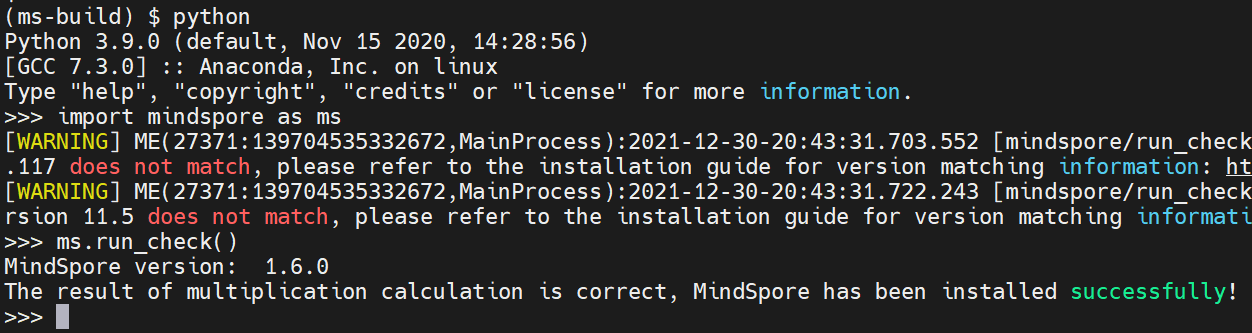 (ms-build) $ python
Python 3.9.0 (default, Nov 15 2020, 14:28:56)
[GCC 7.3.0] :: Anaconda, Inc. on linux
Type "help", "copyright", "credits" or "license" for more information.
>>> import mindspore as ms
[WARNING] ME(27371:139704535332672,MainProcess):2021-12-30-20:43:31.703.552 [mindspore/run_check
.117 does not match, please refer to the installation guide for version matching information: ht
[WARNING] ME(27371:139704535332672,MainProcess):2021-12-30-20:43:31.722.243 [mindspore/run_check
rsion 11.5 does not match, please refer to the installation guide for version matching informati
>>> ms.run_check()
MindSpore version:  1.6.0
The result of multiplication calculation is correct, MindSpore has been installed successfully!
>>>